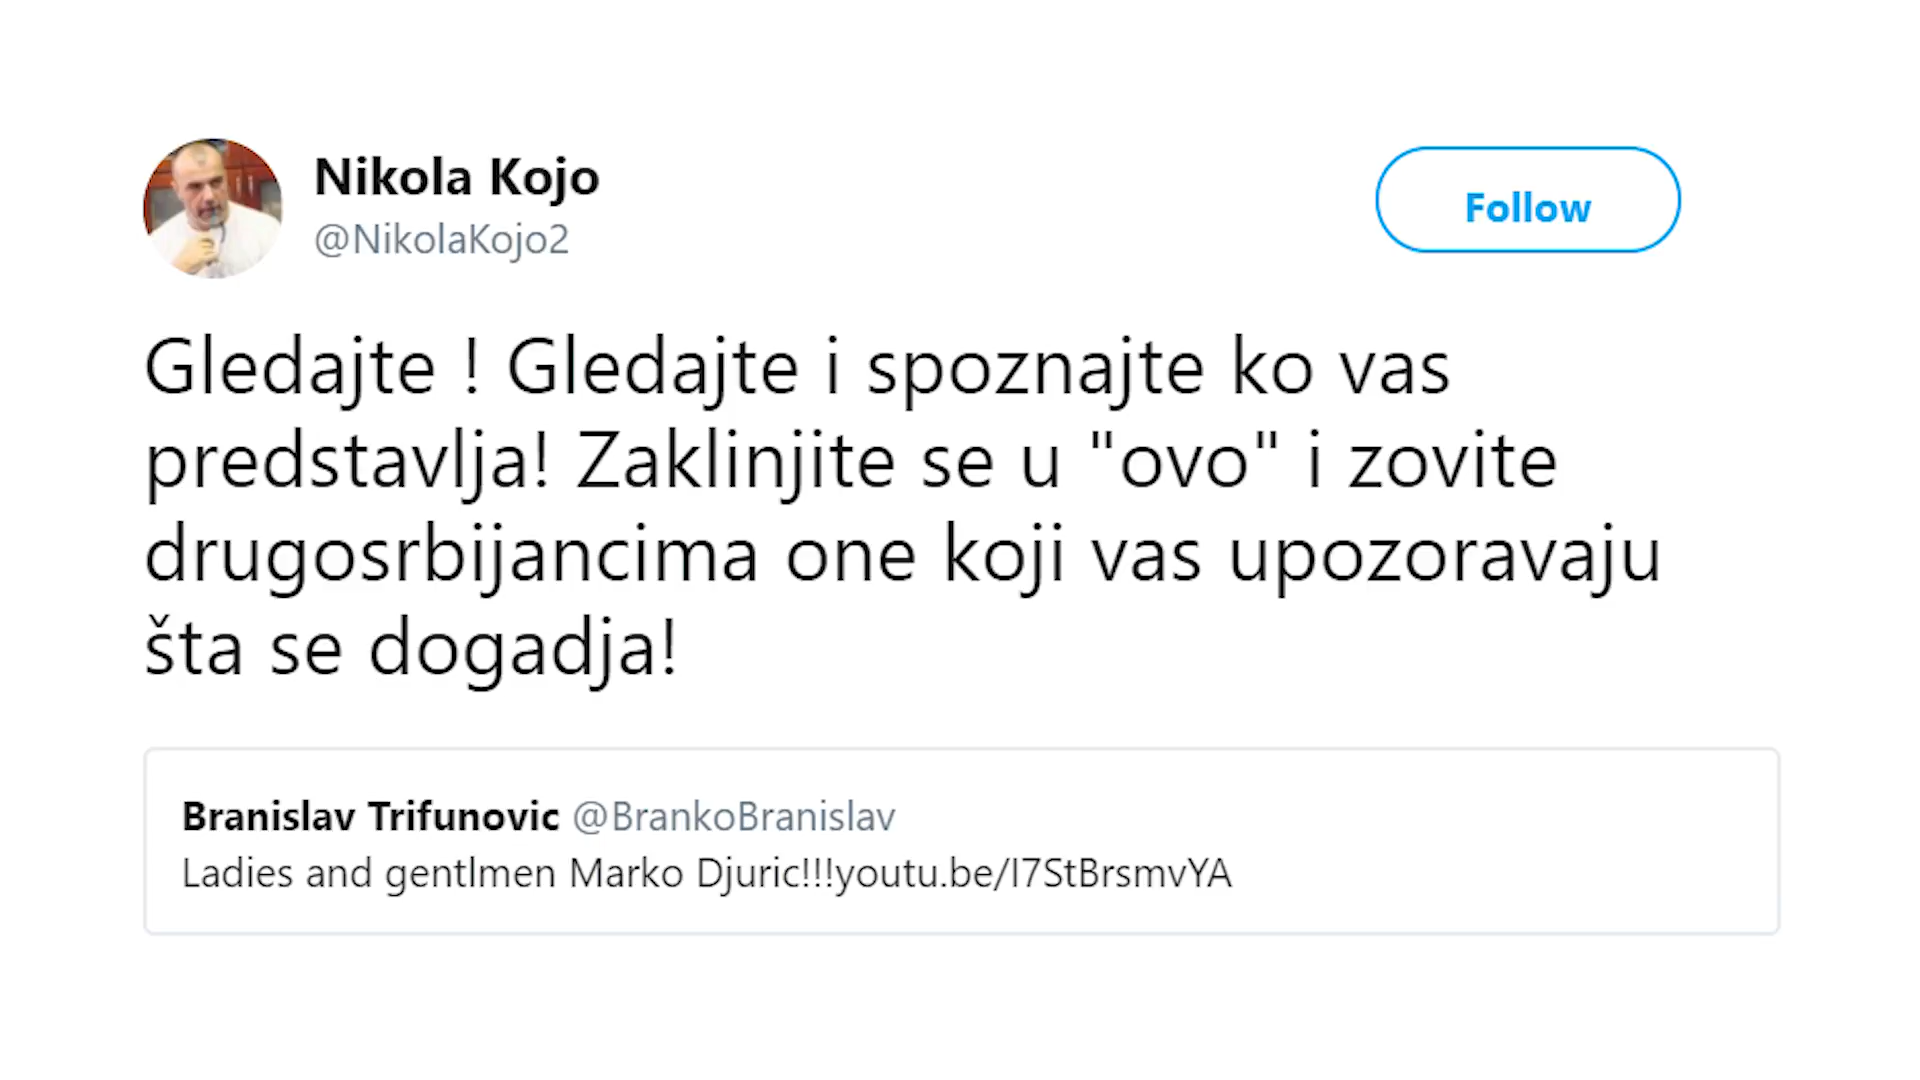 Nikola Kojo
@NikolaKojo2
Follow
Gledajte ! Gledajte i spoznajte ko vas
predstavlja! Zaklinjite se u "ovo" i zovite
drugosrbijancima one koji vas upozoravaju
šta se dogadja!
Branislav Trifunovic @BrankoBranislav
Ladies and gentlmen Marko Djuric!!!youtu.be/I7StBrsmvYA